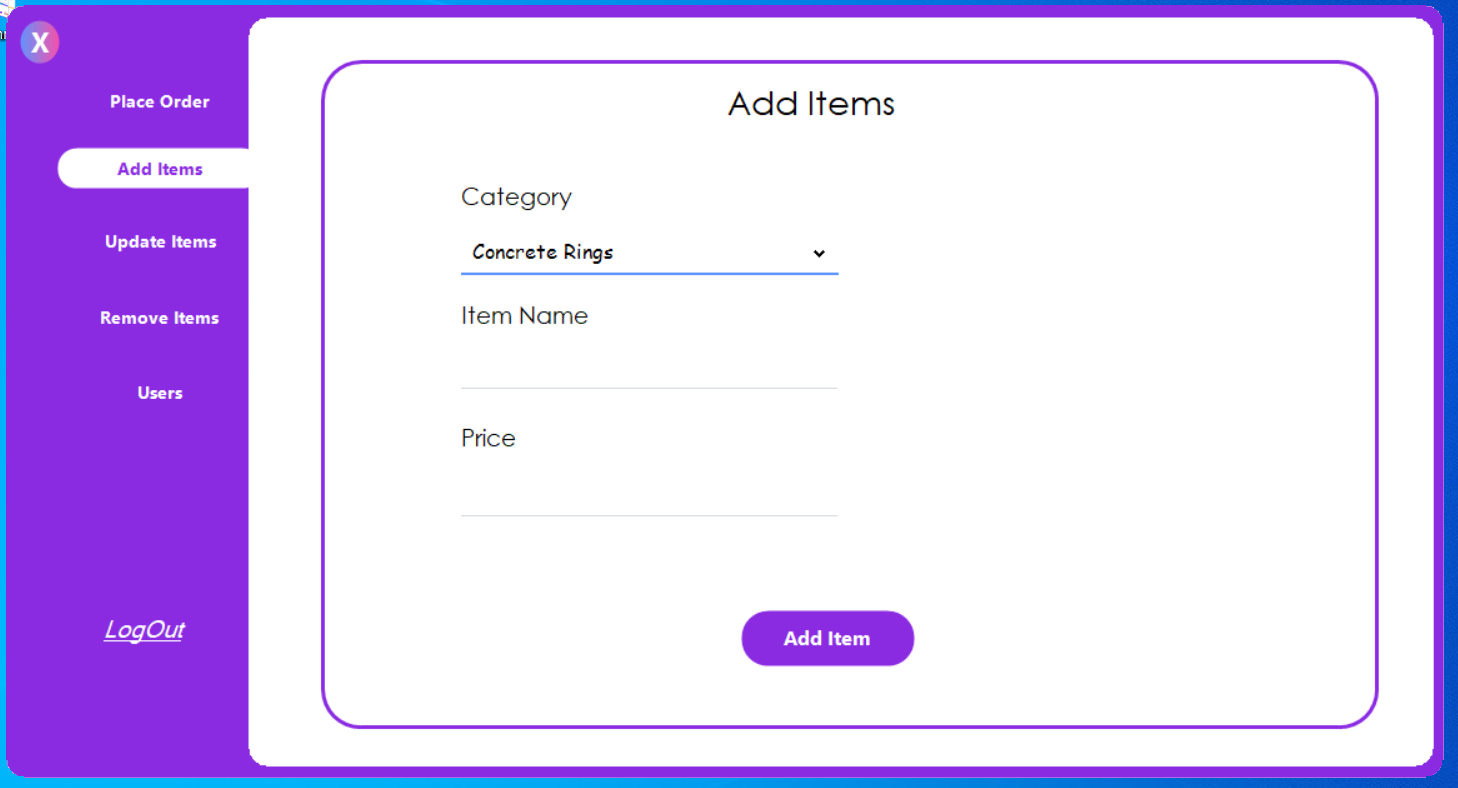 X
Place Order
Add Items
Update Items
Remove Items
Users
LogOut
Add Items
Category
Concrete Rings
Item Name
Price
Add Item